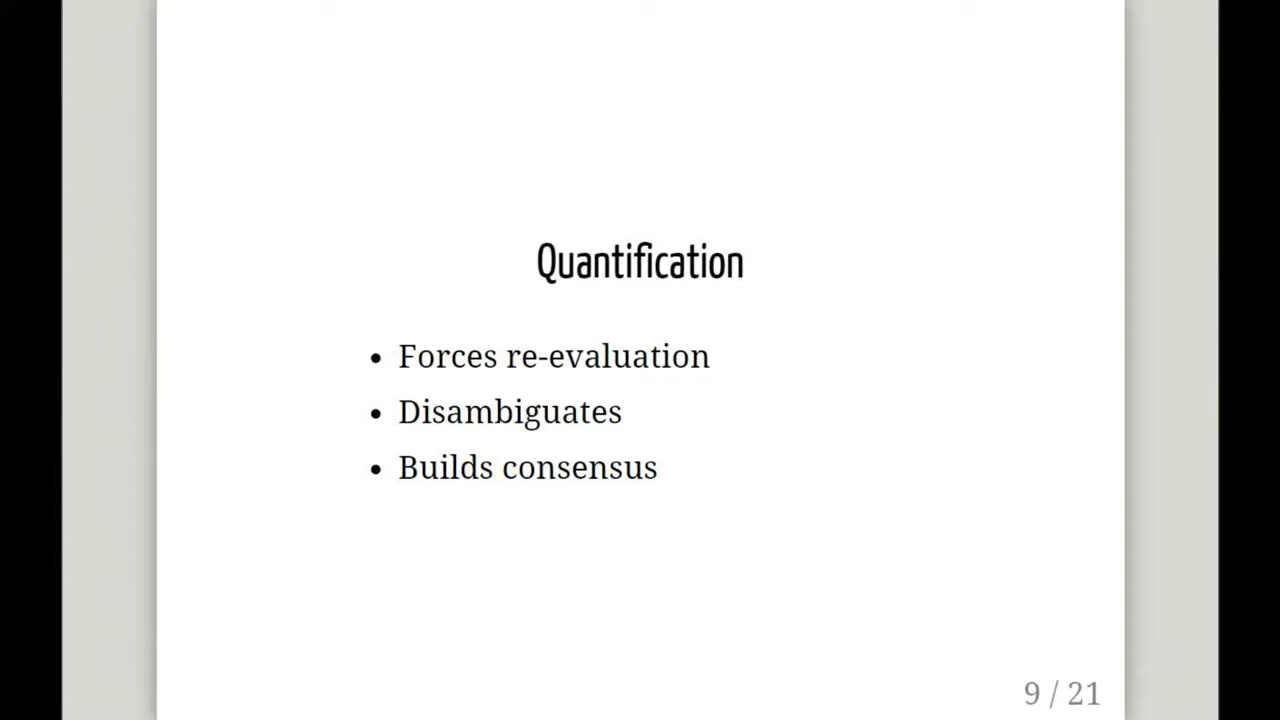 Quantification
• Forces re-evaluation
• Disambiguates
• Builds consensus
9 / 21